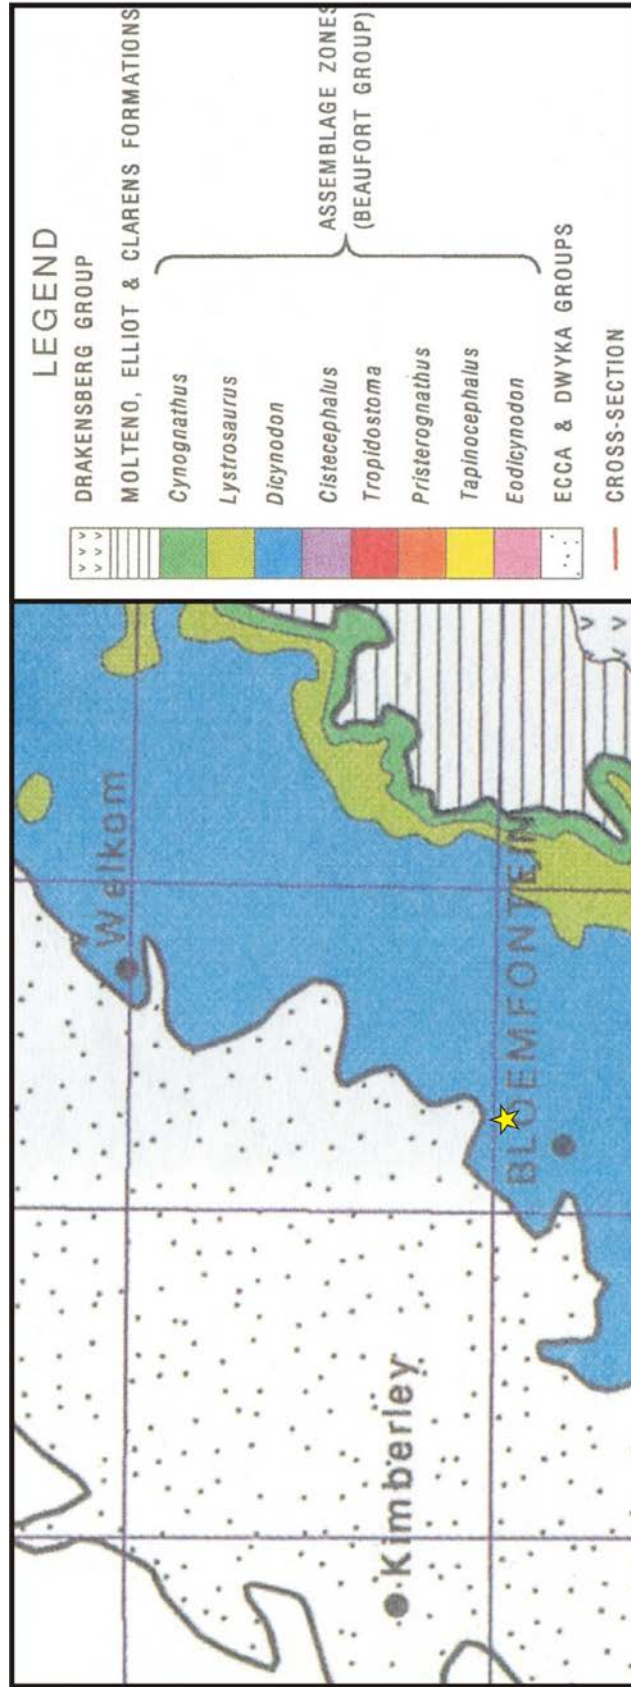 Welkom
BLOEMFONTEIN
Kimberley
LEGEND
DRAKENSBERG GROUP
MOLTENO, ELLIOT & CLARENS FORMATIONS
Cynognathus
Lystrosaurus
Dicynodon
Cistecephalus
Tropidostoma
Pristerognathus
Tapinocephalus
Eodicynodon
ASSEMBLAGE ZONES
(BEAUFORT GROUP)
ECCA & DWYKA GROUPS
CROSS-SECTION